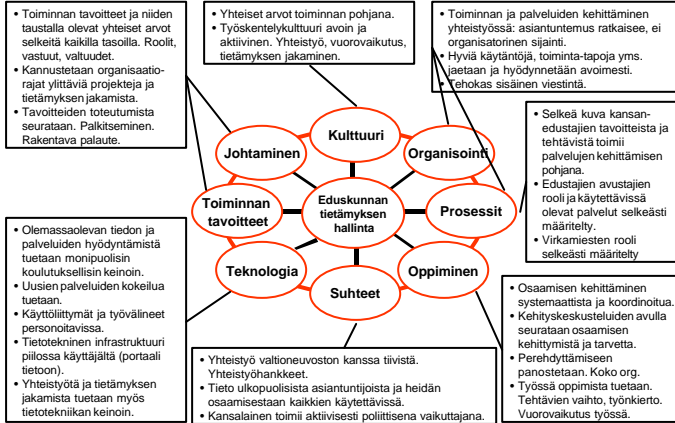 • Toiminnan tavoitteet ja niiden
taustalla olevat yhteiset arvot
selkeitä kaikilla tasoilla. Roolit,
vastuut, valtuudet.
• Kannustetaan organisaatio-
rajat ylittäviä projekteja ja
tietämyksen jakamista.
• Tavoitteiden toteutumista
seurataan. Palkitseminen.
Rakentava palaute.
• Yhteiset arvot toiminnan pohjana.
• Työskentelykulttuuri avoin ja
aktiivinen. Yhteistyö, vuorovaikutus,
tietämyksen jakaminen.
• Toiminnan ja palveluiden kehittäminen
yhteistyössä: asiantuntemus ratkaisee, ei
organisatorinen sijainti.
• Hyviä käytäntöjä, toiminta-tapoja yms.
jaetaan ja hyödynnetään avoimesti.
• Tehokas sisäinen viestintä.
• Selkeä kuva kansan-
edustajien tavoitteista ja
tehtävistä toimii
palvelujen kehittämisen
pohjana.
• Edustajien avustajien
rooli ja käytettävissä
olevat palvelut selkeästi
määritelty.
• Virkamiesten rooli
selkeästi määritelty
Kulttuuri
Johtaminen
Organisointi
Toiminnan
tavoitteet
Eduskunnan
tietämyksen
hallinta
Prosessit
Teknologia
Oppiminen
Suhteet
• Olemassaolevan tiedon ja
palveluiden hyödyntämistä
tuetaan monipuolisin
koulutuksellisin keinoin.
• Uusien palveluiden kokeilua
tuetaan.
• Käyttöliittymät ja työvälineet
personoitavissa.
• Tietotekninen infrastruktuuri
piilossa käyttäjältä (portaali
tietoon).
• Yhteistyötä ja tietämyksen
jakamista tuetaan myös
tietotekniikan keinoin.
• Yhteistyö valtioneuvoston kanssa tiivistä.
Yhteistyöhankkeet.
• Tieto ulkopuolisista asiantuntijoista ja heidän
osaamisestaan kaikkien käytettävissä.
• Kansalainen toimii aktiivisesti poliittisena vaikuttajana.
• Osaamisen kehittäminen
systemaattista ja koordinoitua.
• Kehityskeskusteluiden avulla
seurataan osaamisen
kehittymistä ja tarvetta.
• Perehdyttämiseen
panostetaan. Koko org.
• Työssä oppimista tuetaan.
Tehtävien vaihto, työnkierto.
Vuorovaikutus työssä.